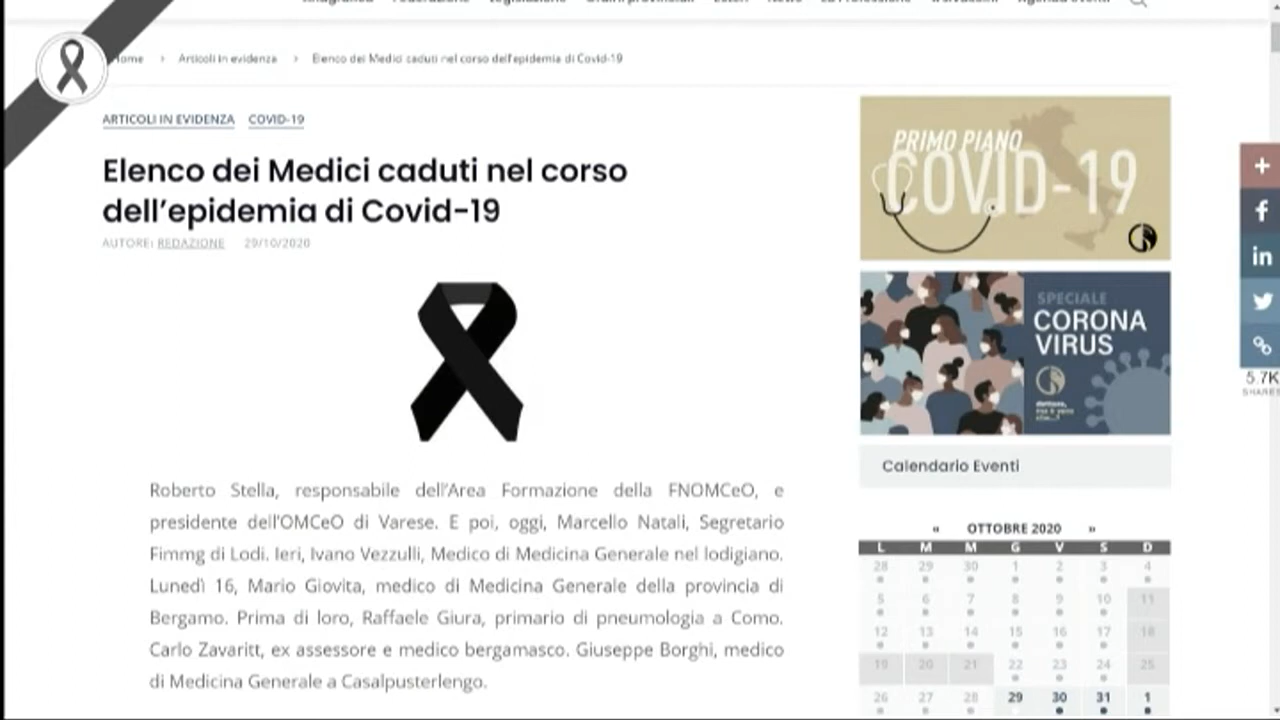 Home > Articoli in evidenza > Elenco dei Medici caduti nel corso dell'epidemia di Covid-19
ARTICOLI IN EVIDENZA COVID-19
Elenco dei Medici caduti nel corso
dell'epidemia di Covid-19
AUTORE: REDAZIONE 29/10/2020
Roberto Stella, responsabile dell'Area Formazione della FNOMCeO, e
presidente dell'OMCeO di Varese. E poi, oggi, Marcello Natali, Segretario
Fimmg di Lodi. Ieri, Ivano Vezzulli, Medico di Medicina Generale nel lodigiano.
Lunedì 16, Mario Giovita, medico di Medicina Generale della provincia di
Bergamo. Prima di loro, Raffaele Giura, primario di pneumologia a Como.
Carlo Zavaritt, ex assessore e medico bergamasco. Giuseppe Borghi, medico
di Medicina Generale a Casalpusterlengo.
PRIMO PIANO
COVID-19
SPECIALE
CORONA
VIRUS
Calendario Eventi
« OTTOBRE 2020 »
L M M G V S D
28 29 30 1 2 3 4
5 6 7 8 9 10 11
12 13 14 15 16 17 18
19 20 21 22 23 24 25
26 27 28 29 30 31 1
+
f
in
5.7K
SHARES